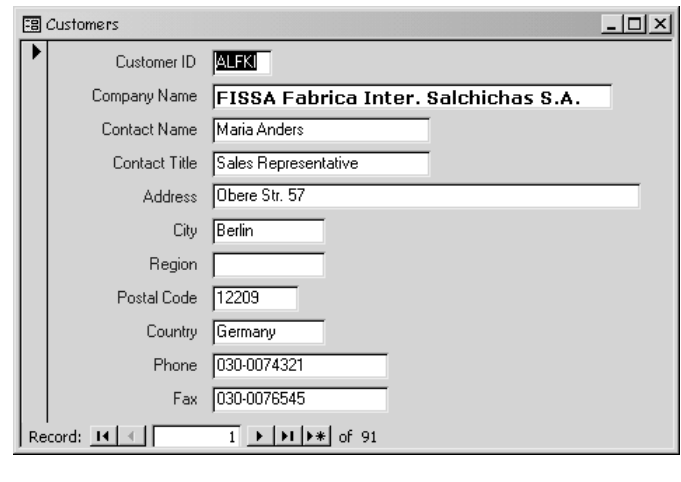 Customers
Customer ID ALFKI
Company Name FISSA Fabrica Inter. Salchichas S.A.
Contact Name Maria Anders
Contact Title Sales Representative
Address Obere Str. 57
City Berlin
Region
Postal Code 12209
Country Germany
Phone 030-0074321
Fax 030-0076545
Record: 1 of 91